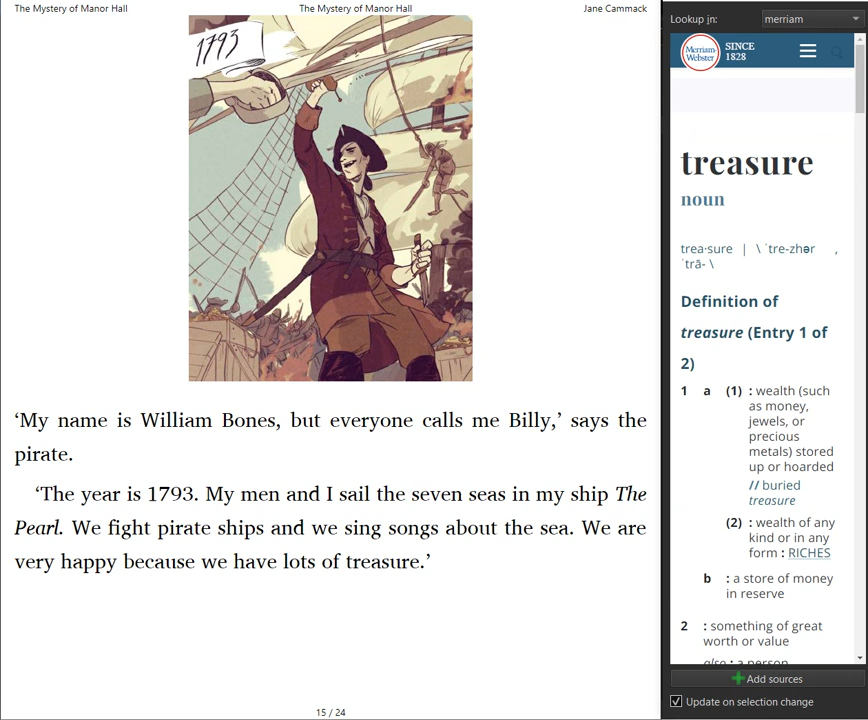 The Mystery of Manor Hall
The Mystery of Manor Hall
Jane Cammack
1793
‘My name is William Bones, but everyone calls me Billy,’ says the
pirate.
‘The year is 1793. My men and I sail the seven seas in my ship The
Pearl. We fight pirate ships and we sing songs about the sea. We are
very happy because we have lots of treasure.’
15 / 24
Lookup in:
merriam
Merriam-
Webster
SINCE
1828
treasure
noun
trea·sure | \ ˈtre-zhər ,
ˈtrā- \
Definition of
treasure (Entry 1 of
2)
1 a (1) : wealth (such
as money,
jewels, or
precious
metals) stored
up or hoarded
// buried
treasure
(2) : wealth of any
kind or in any
form : RICHES
b : a store of money
in reserve
2 : something of great
worth or value
also : a person
Add sources
Update on selection change